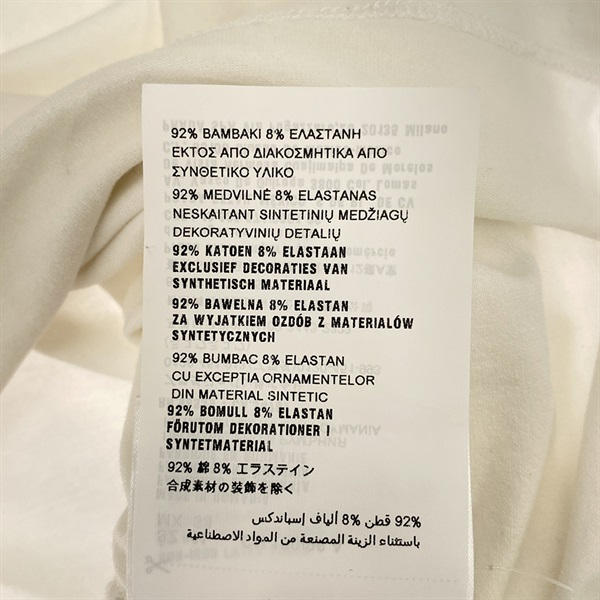 92% ΒΑΜΒΑΚΙ 8% ΕΛΑΣΤΑΝΗ
ΕΚΤΟΣ ΑΠΟ ΔΙΑΚΟΣΜΗΤΙΚΑ ΑΠΟ
ΣΥΝΘΕΤΙΚΟ ΥΛΙΚΟ
92% MEDVILNĖ 8% ELASTANAS
NESKAITANT SINTETINIŲ MEDŽIAGŲ
DEKORATYVINIŲ DETALIŲ
92% KATOEN 8% ELASTAAN
EXCLUSIEF DECORATIES VAN
SYNTHETISCH MATERIAAL
92% BAWELNA 8% ELASTAN
ZA WYJATKIEM OZDÓB Z MATERIALÓW
SYNTETYCZNYCH
92% BUMBAC 8% ELASTAN
CU EXCEPȚIA ORNAMENTELOR
DIN MATERIAL SINTETIC
92% BOMULL 8% ELASTAN
FÖRUTOM DEKORATIONER I
SYNTETMATERIAL
92% 綿 8% エラステイン
合成素材の装飾を除く
92% قطن 8% ألياف إسباندكس
باستثناء الزينة المصنعة من المواد الاصطناعية